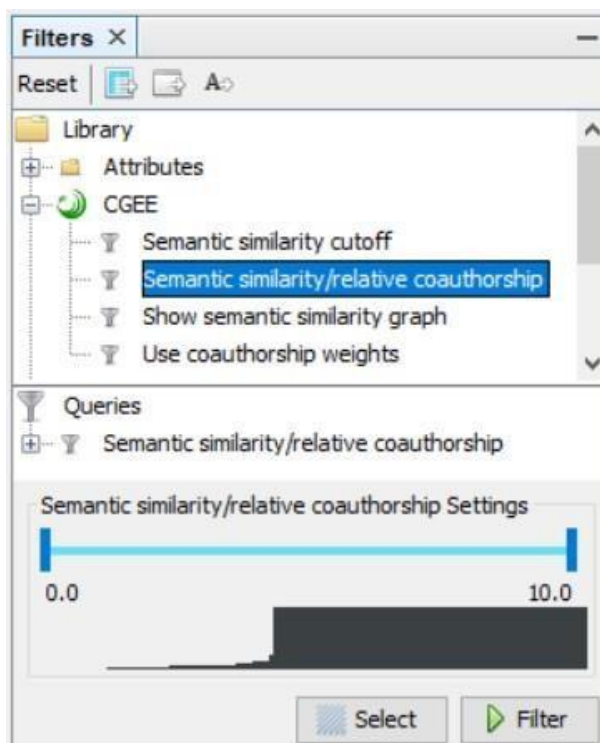 Filters
Reset
Library
Attributes
CGEE
Semantic similarity cutoff
Semantic similarity/relative coauthorship
Show semantic similarity graph
Use coauthorship weights
Queries
Semantic similarity/relative coauthorship
Semantic similarity/relative coauthorship Settings
0.0 10.0
Select Filter